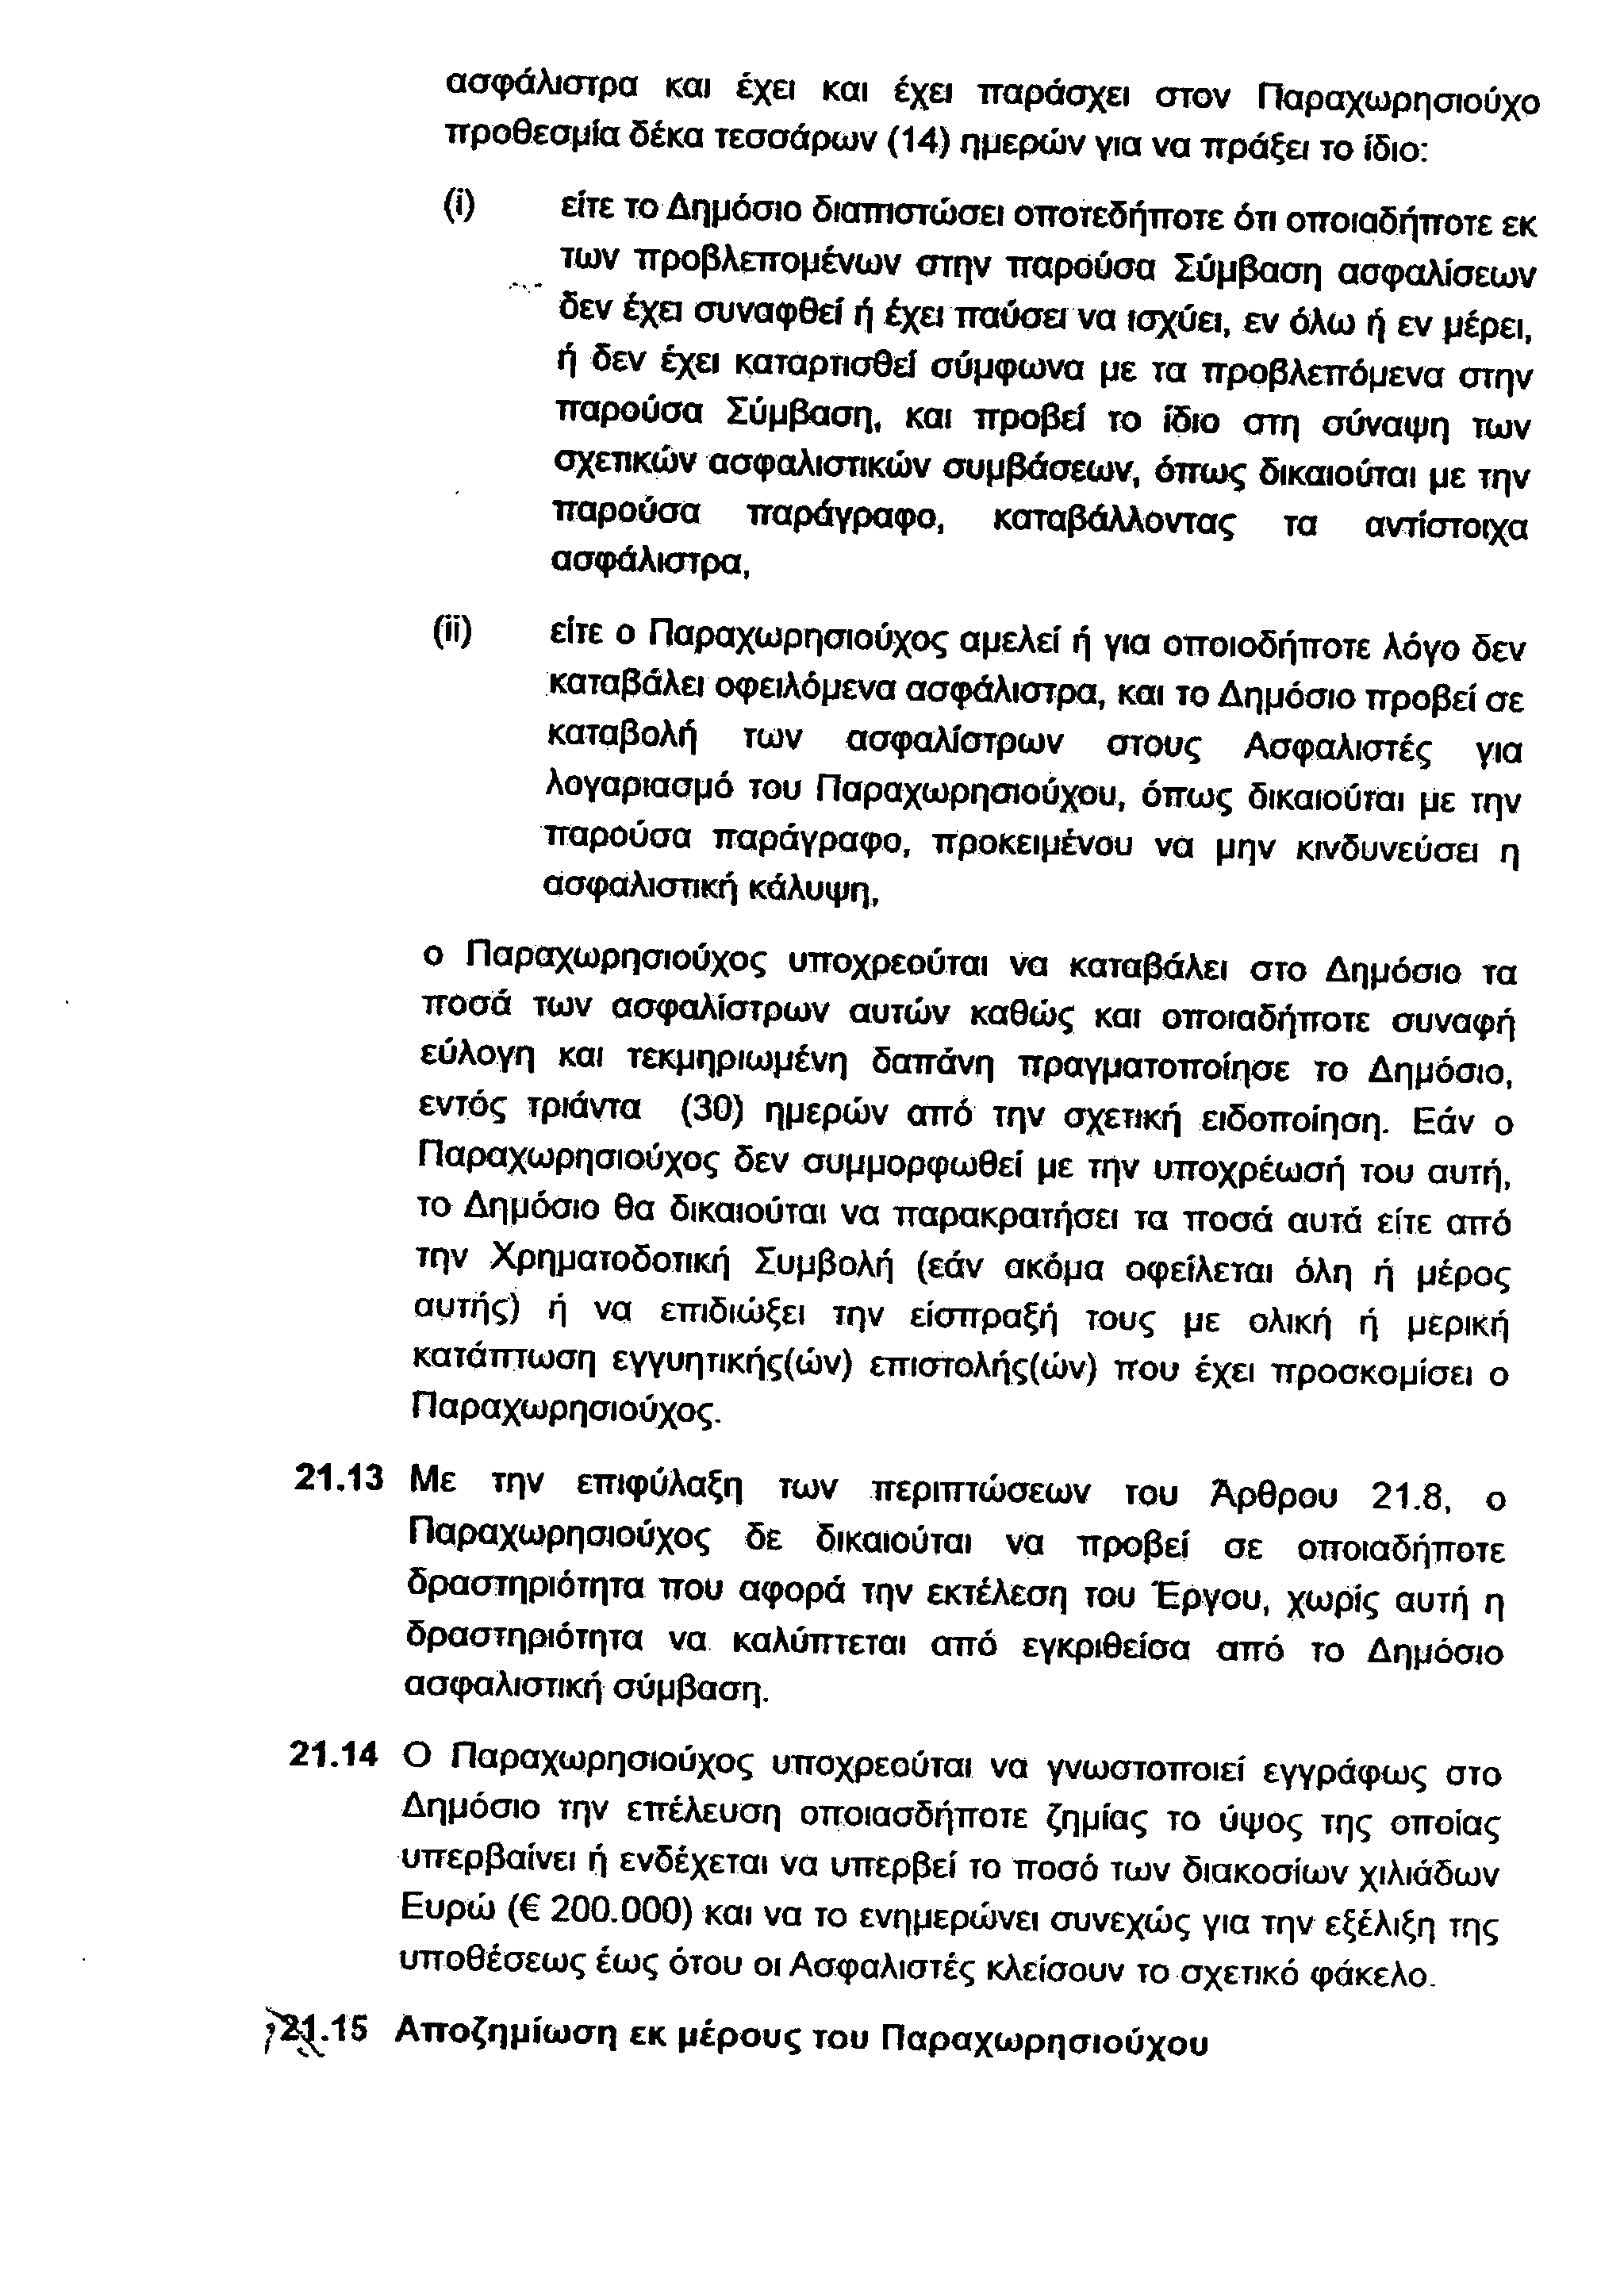 ασφάλιστρα και έχει και έχει παράσχει στον Παραχωρησιούχο
προθεσμία δέκα τεσσάρων (14) ημερών για να πράξει το ίδιο:
(i) είτε το Δημόσιο διαπιστώσει οποτεδήποτε ότι οποιαδήποτε εκ
των προβλεπομένων στην παρούσα Σύμβαση ασφαλίσεων
δεν έχει συναφθεί ή έχει παύσει να ισχύει, εν όλω ή εν μέρει,
ή δεν έχει καταρτισθεί σύμφωνα με τα προβλεπόμενα στην
παρούσα Σύμβαση, και προβεί το ίδιο στη σύναψη των
σχετικών ασφαλιστικών συμβάσεων, όπως δικαιούται με την
παρούσα παράγραφο, καταβάλλοντας τα αντίστοιχα
ασφάλιστρα,
(ii) είτε ο Παραχωρησιούχος αμελεί ή για οποιοδήποτε λόγο δεν
καταβάλει οφειλόμενα ασφάλιστρα, και το Δημόσιο προβεί σε
καταβολή των ασφαλίστρων στους Ασφαλιστές για
λογαριασμό του Παραχωρησιούχου, όπως δικαιούται με την
παρούσα παράγραφο, προκειμένου να μην κινδυνεύσει η
ασφαλιστική κάλυψη,
ο Παραχωρησιούχος υποχρεούται να καταβάλει στο Δημόσιο τα
ποσά των ασφαλίστρων αυτών καθώς και οποιαδήποτε συναφή
εύλογη και τεκμηριωμένη δαπάνη πραγματοποίησε το Δημόσιο,
εντός τριάντα (30) ημερών από την σχετική ειδοποίηση. Εάν ο
Παραχωρησιούχος δεν συμμορφωθεί με την υποχρέωσή του αυτή,
το Δημόσιο θα δικαιούται να παρακρατήσει τα ποσά αυτά είτε από
την Χρηματοδοτική Συμβολή (εάν ακόμα οφείλεται όλη ή μέρος
αυτής) ή να επιδιώξει την είσπραξή τους με ολική ή μερική
κατάπτωση εγγυητικής(ών) επιστολής(ών) που έχει προσκομίσει ο
Παραχωρησιούχος.
21.13 Με την επιφύλαξη των περιπτώσεων του Άρθρου 21.8, ο
Παραχωρησιούχος δε δικαιούται να προβεί σε οποιαδήποτε
δραστηριότητα που αφορά την εκτέλεση του Έργου, χωρίς αυτή η
δραστηριότητα να καλύπτεται από εγκριθείσα από το Δημόσιο
ασφαλιστική σύμβαση.
21.14 Ο Παραχωρησιούχος υποχρεούται να γνωστοποιεί εγγράφως στο
Δημόσιο την επέλευση οποιασδήποτε ζημίας το ύψος της οποίας
υπερβαίνει ή ενδέχεται να υπερβεί το ποσό των διακοσίων χιλιάδων
Ευρώ (€ 200.000) και να το ενημερώνει συνεχώς για την εξέλιξη της
υποθέσεως έως ότου οι Ασφαλιστές κλείσουν το σχετικό φάκελο.
21.15 Αποζημίωση εκ μέρους του Παραχωρησιούχου